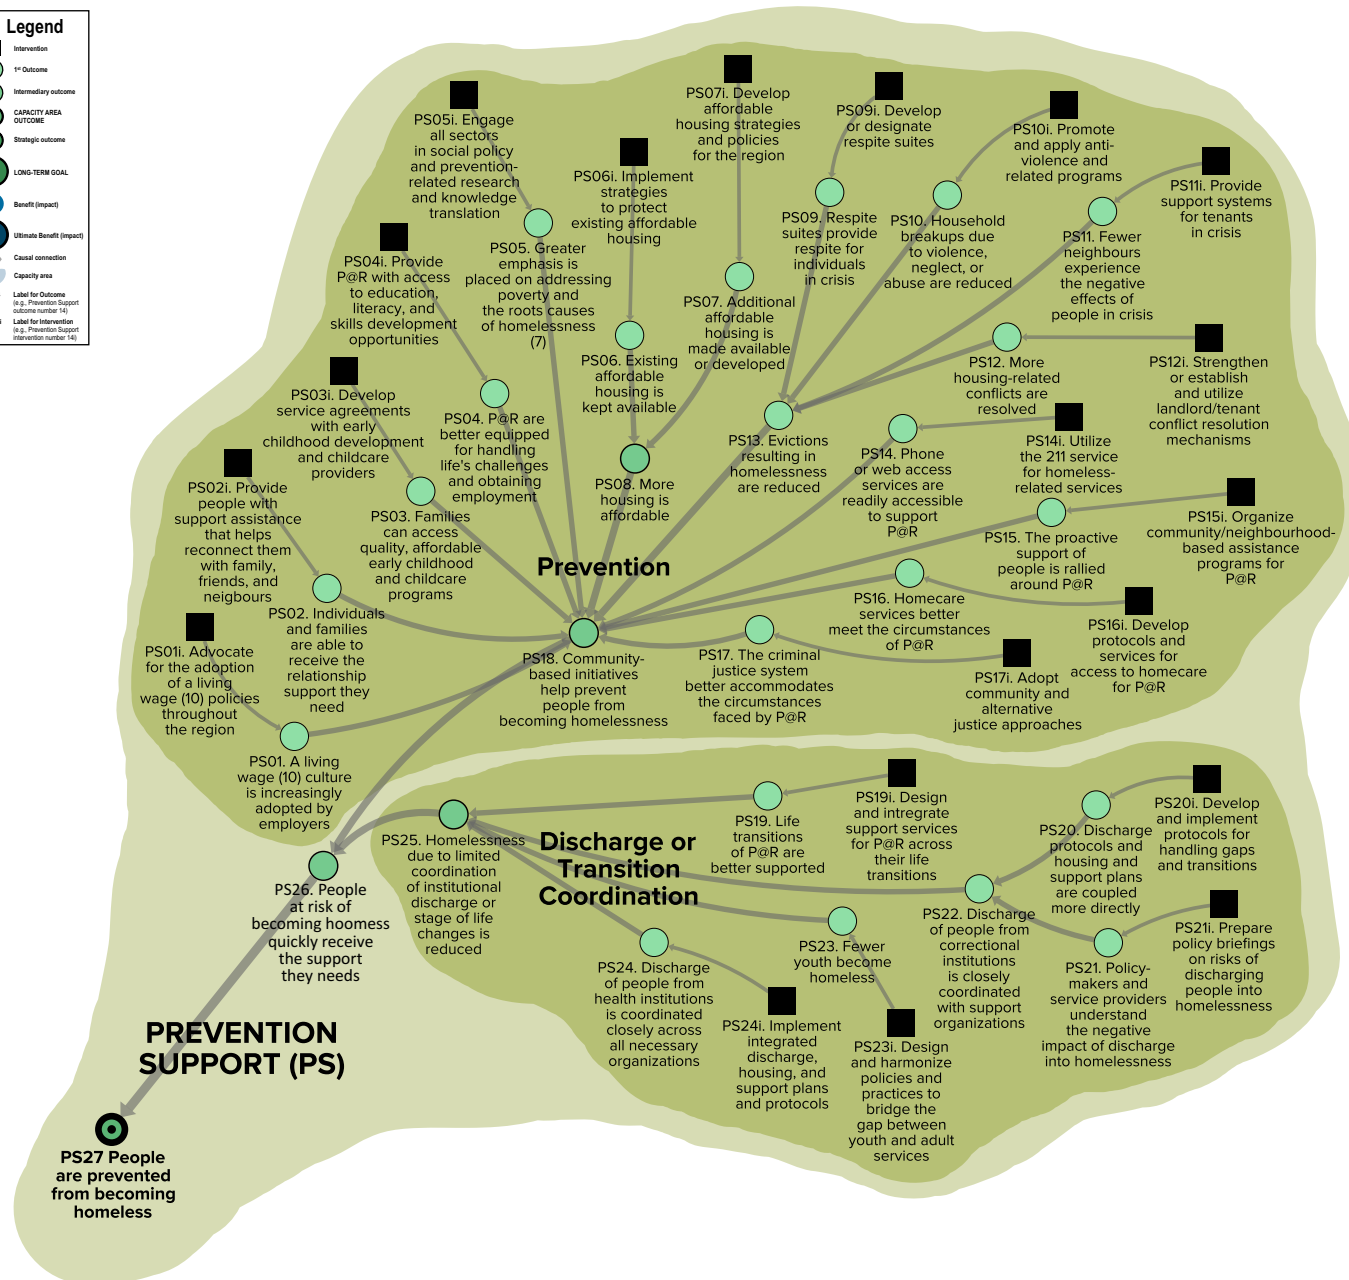 Legend
Intervention
1st Outcome
Intermediary outcome
CAPACITY AREA
OUTCOME
Strategic outcome
LONG-TERM GOAL
Benefit (impact)
Ultimate Benefit (impact)
Causal connection
Capacity area
Label for Outcome
(e.g., Prevention Support
outcome number 14)
Label for Intervention
(e.g., Prevention Support
intervention number 14i)
PS05i. Engage
all sectors
in social policy
and prevention-
related research
and knowledge
translation
PS06i. Implement
strategies
to protect
existing affordable
housing
PS07i. Develop
affordable
housing strategies
and policies
for the region
PS09i. Develop
or designate
respite suites
PS10i. Promote
and apply anti-
violence and
related programs
PS11i. Provide
support systems
for tenants
in crisis
PS04i. Provide
P@R with access
to education,
literacy, and
skills development
opportunities
PS05. Greater
emphasis is
placed on addressing
poverty and
the roots causes
of homelessness
(7)
PS09. Respite
suites provide
respite for
individuals
in crisis
PS10. Household
breakups due
to violence,
neglect, or
abuse are reduced
PS11. Fewer
neighbours
experience
the negative
effects of
people in crisis
PS07. Additional
affordable
housing is
made available
or developed
PS06. Existing
affordable
housing is
kept available
PS12. More
housing-related
conflicts are
resolved
PS12i. Strengthen
or establish
and utilize
landlord/tenant
conflict resolution
mechanisms
PS03i. Develop
service agreements
with early
childhood development
and childcare
providers
PS04. P@R are
better equipped
for handling
life's challenges
and obtaining
employment
PS13. Evictions
resulting in
homelessness
are reduced
PS14. Phone
or web access
services are
readily accessible
to support
P@R
PS14i. Utilize
the 211 service
for homeless-
related services
PS02i. Provide
people with
support assistance
that helps
reconnect them
with family,
friends, and
neigbours
PS03. Families
can access
quality, affordable
early childhood
and childcare
programs
PS08. More
housing is
affordable
PS15. The proactive
support of
people is rallied
around P@R
PS15i. Organize
community/neighbourhood-
based assistance
programs for
P@R
Prevention
PS01i. Advocate
for the adoption
of a living
wage (10) policies
throughout
the region
PS02. Individuals
and families
are able to
receive the
relationship
support they
need
PS18. Community-
based initiatives
help prevent
people from
becoming homelessness
PS17. The criminal
justice system
better accommodates
the circumstances
faced by P@R
PS16. Homecare
services better
meet the circumstances
of P@R
PS17i. Adopt
community and
alternative
justice approaches
PS16i. Develop
protocols and
services for
access to homecare
for P@R
PS01. A living
wage (10) culture
is increasingly
adopted by
employers
PS25. Homelessness
due to limited
coordination
of institutional
discharge or
stage of life
changes is
reduced
Discharge or
Transition
Coordination
PS19. Life
transitions
of P@R are
better supported
PS19i. Design
and intregrate
support services
for P@R across
their life
transitions
PS20. Discharge
protocols and
housing and
support plans
are coupled
more directly
PS20i. Develop
and implement
protocols for
handling gaps
and transitions
PS26. People
at risk of
becoming hoomess
quickly receive
the support
they needs
PS24. Discharge
of people from
health institutions
is coordinated
closely across
all necessary
organizations
PS23. Fewer
youth become
homeless
PS22. Discharge
of people from
correctional
institutions
is closely
coordinated
with support
organizations
PS21. Policy-
makers and
service providers
understand
the negative
impact of discharge
into homelessness
PS21i. Prepare
policy briefings
on risks of
discharging
people into
homelessness
PS24i. Implement
integrated
discharge,
housing, and
support plans
and protocols
PS23i. Design
and harmonize
policies and
practices to
bridge the
gap between
youth and adult
services
PREVENTION
SUPPORT (PS)
PS27 People
are prevented
from becoming
homeless